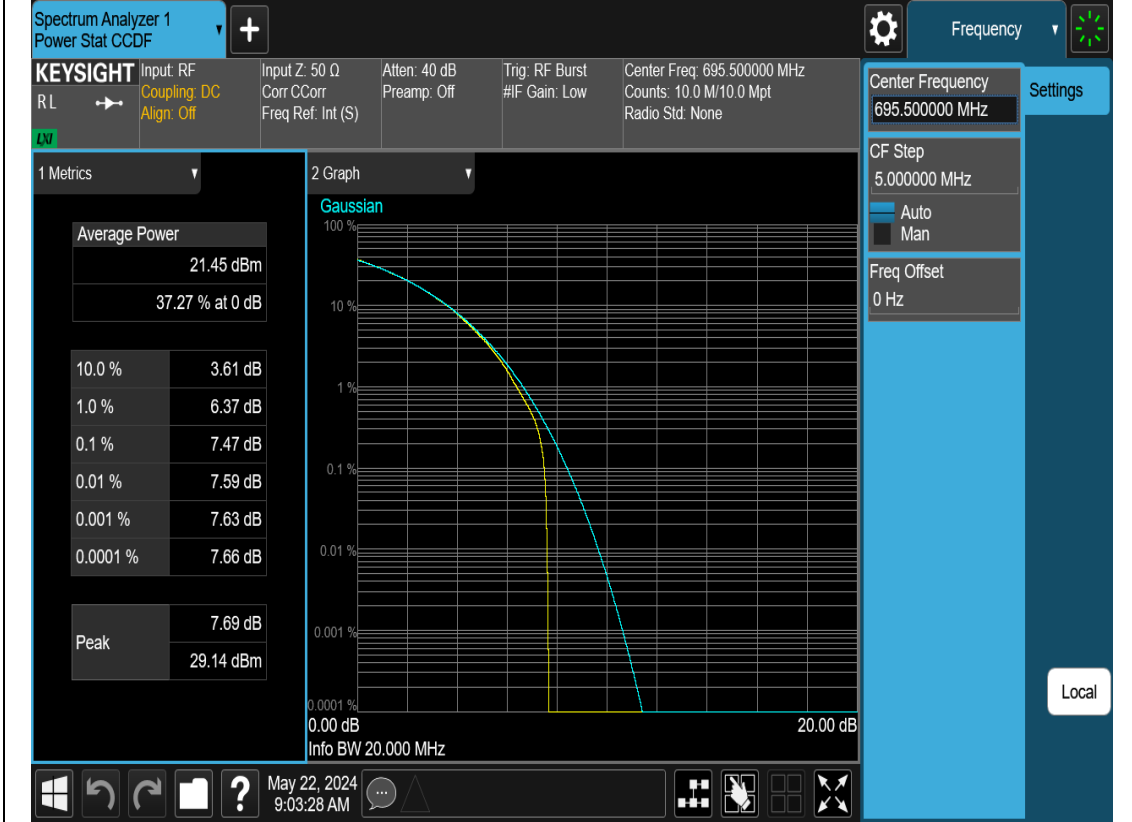 Spectrum Analyzer 1
Power Stat CCDF
+
Frequency
KEYSIGHT
RL
LXI
Input: RF
Coupling: DC
Align: Off
Input Z: 50 Ω
Corr CCorr
Freq Ref: Int (S)
Atten: 40 dB
Preamp: Off
Trig: RF Burst
#IF Gain: Low
Center Freq: 695.500000 MHz
Counts: 10.0 M/10.0 Mpt
Radio Std: None
Center Frequency
695.500000 MHz
Settings
CF Step
5.000000 MHz
Auto
Man
Freq Offset
0 Hz
Local
1 Metrics
Average Power
21.45 dBm
37.27 % at 0 dB
10.0 % 3.61 dB
1.0 % 6.37 dB
0.1 % 7.47 dB
0.01 % 7.59 dB
0.001 % 7.63 dB
0.0001 % 7.66 dB
Peak 7.69 dB
29.14 dBm
2 Graph
Gaussian
100 %
10 %
1 %
0.1 %
0.01 %
0.001 %
0.0001 %
0.00 dB 20.00 dB
Info BW 20.000 MHz
?
May 22, 2024
9:03:28 AM